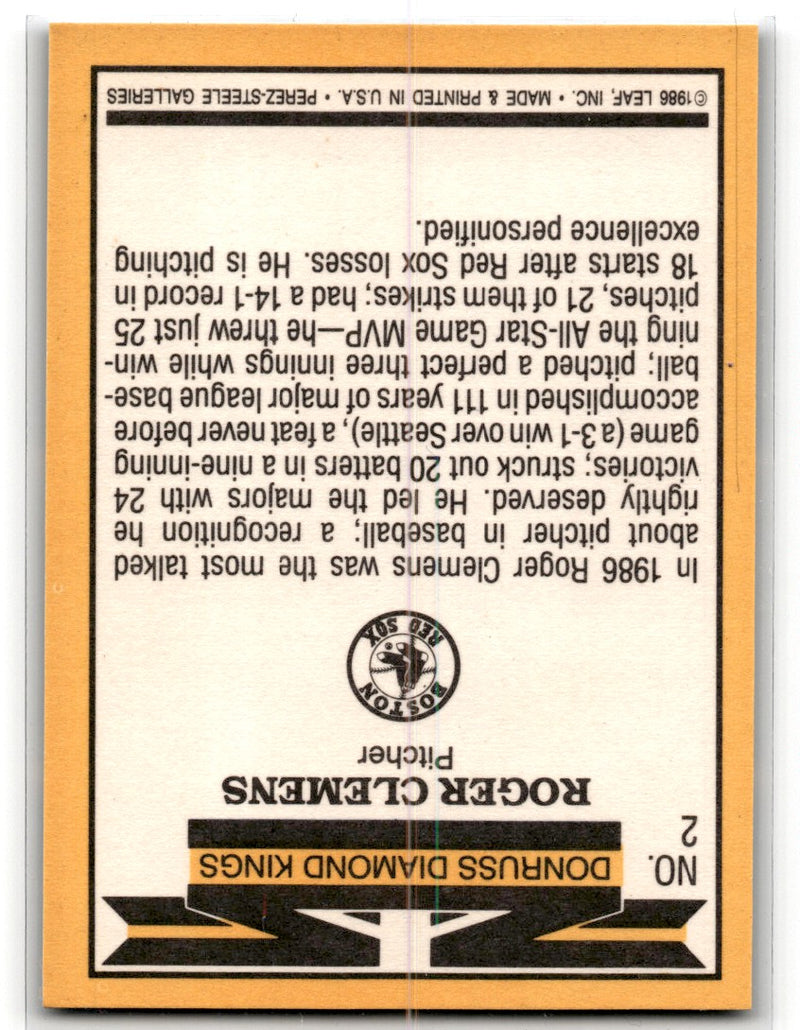 NO.
2
DONRUSS DIAMOND KINGS
ROGER CLEMENS
Pitcher
BOSTON
RED SOX
In 1986 Roger Clemens was the most talked
about pitcher in baseball; a recognition he
rightly deserved. He led the majors with 24
victories; struck out 20 batters in a nine-inning
game (a 3-1 win over Seattle), a feat never before
accomplished in 111 years of major league base-
ball; pitched a perfect three innings while win-
ning the All-Star Game MVP—he threw just 25
pitches, 21 of them strikes; had a 14-1 record in
18 starts after Red Sox losses. He is pitching
excellence personified.
©1986 LEAF, INC. • MADE & PRINTED IN U.S.A. • PEREZ-STEELE GALLERIES